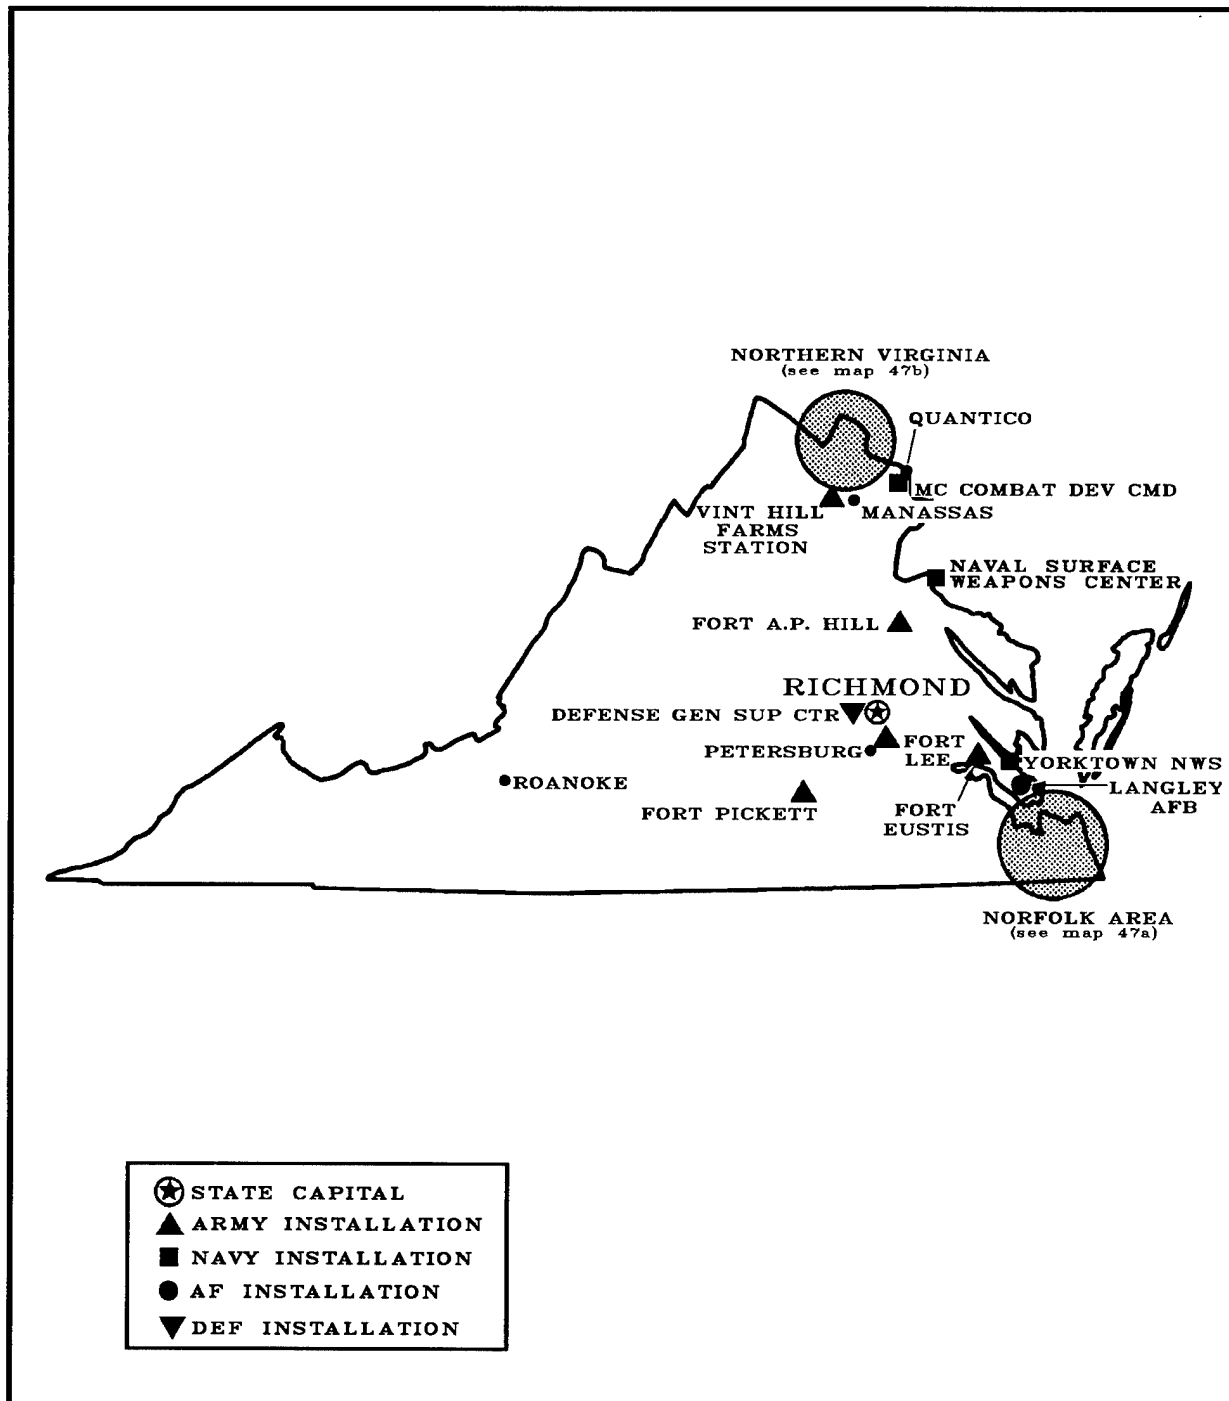 NORTHERN VIRGINIA
(see map 47b)
QUANTICO
MC COMBAT DEV CMD
VINT HILL
FARMS
STATION
MANASSAS
NAVAL SURFACE
WEAPONS CENTER
FORT A.P. HILL
RICHMOND
DEFENSE GEN SUP CTR
PETERSBURG
FORT
LEE
YORKTOWN NWS
ROANOKE
LANGLEY
AFB
FORT PICKETT
FORT
EUSTIS
NORFOLK AREA
(see map 47a)
STATE CAPITAL
ARMY INSTALLATION
NAVY INSTALLATION
AF INSTALLATION
DEF INSTALLATION